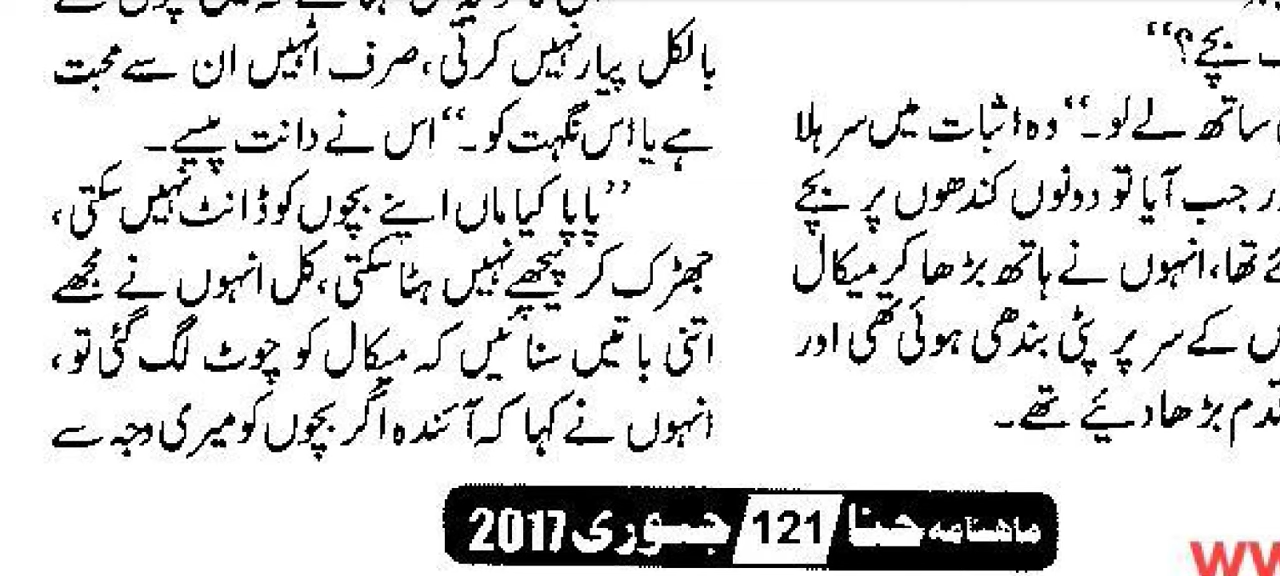 بچے؟“
ساتھ لے لو۔“ وہ اثبات میں سر ہلا
جب آیا تو دونوں کندھوں پر بچے
تھا، انہوں نے ہاتھ بڑھا کر میکال
کے سر پر پٹی بندھی ہوئی تھی اور
قدم بڑھا دیئے تھے۔
بالکل پیار نہیں کرتی، صرف انہیں ان سے محبت
ہے یا اس نگہت کو۔“ اس نے دانت پیسے۔
”پاپا کیا ماں اپنے بچوں کو ڈانٹ نہیں سکتی،
جھڑک کر پیچھے نہیں ہٹا سکتی، کل انہوں نے مجھے
اتنی باتیں سنائیں کہ میکال کو چوٹ لگ گئی تو،
انہوں نے کہا کہ آئندہ اگر بچوں کو میری وجہ سے
ماهنامه حنا 121 جنوری 2017